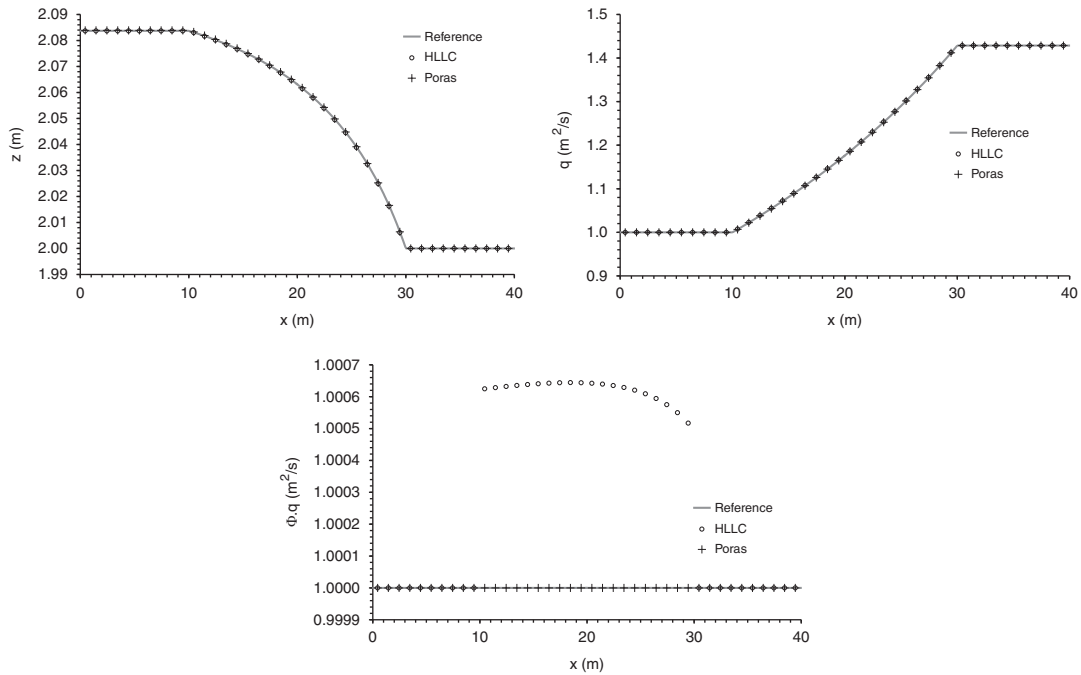 2.09
2.08
2.07
2.06
2.05
2.04
2.03
2.02
2.01
2.00
1.99
z (m)
0
10
20
30
40
x (m)
Reference
HLLC
Poras
1.5
1.4
1.3
1.2
1.1
1.0
0.9
q (m²/s)
0
10
20
30
40
x (m)
Reference
HLLC
Poras
1.0007
1.0006
1.0005
1.0004
1.0003
1.0002
1.0001
1.0000
0.9999
Φ.q (m²/s)
0
10
20
30
40
x (m)
Reference
HLLC
Poras